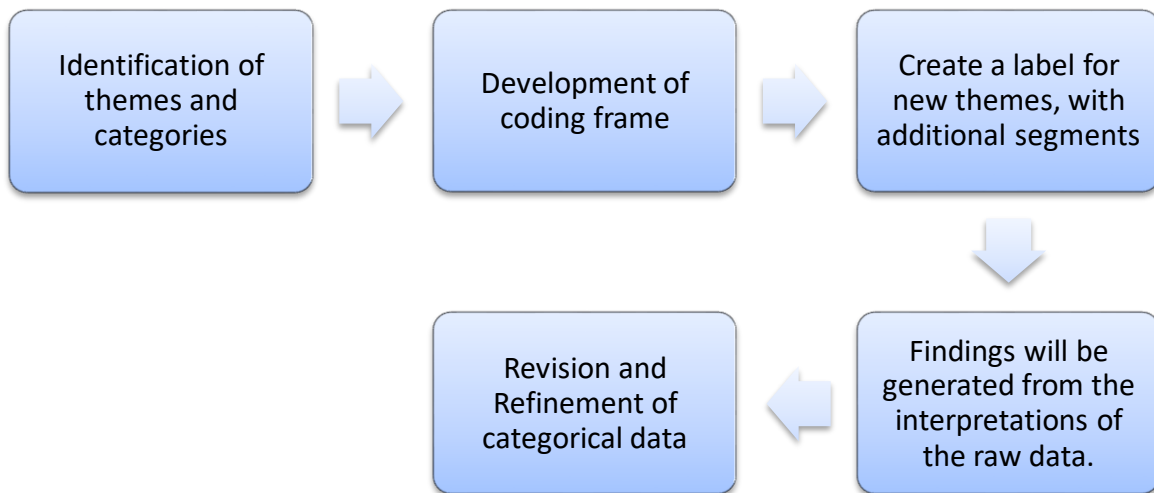 Identification of
themes and
categories
Development of
coding frame
Create a label for
new themes, with
additional segments
Findings will be
generated from the
interpretations of
the raw data.
Revision and
Refinement of
categorical data